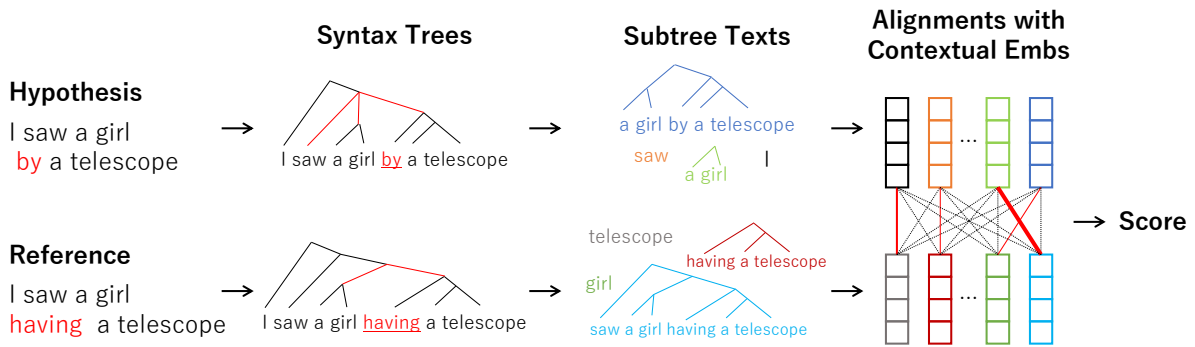 Syntax Trees
Subtree Texts
Alignments with
Contextual Embs
Hypothesis
I saw a girl
by a telescope
I saw a girl by a telescope
a girl by a telescope
saw
a girl
I
...
Score
Reference
I saw a girl
having a telescope
I saw a girl having a telescope
telescope
having a telescope
girl
saw a girl having a telescope
...